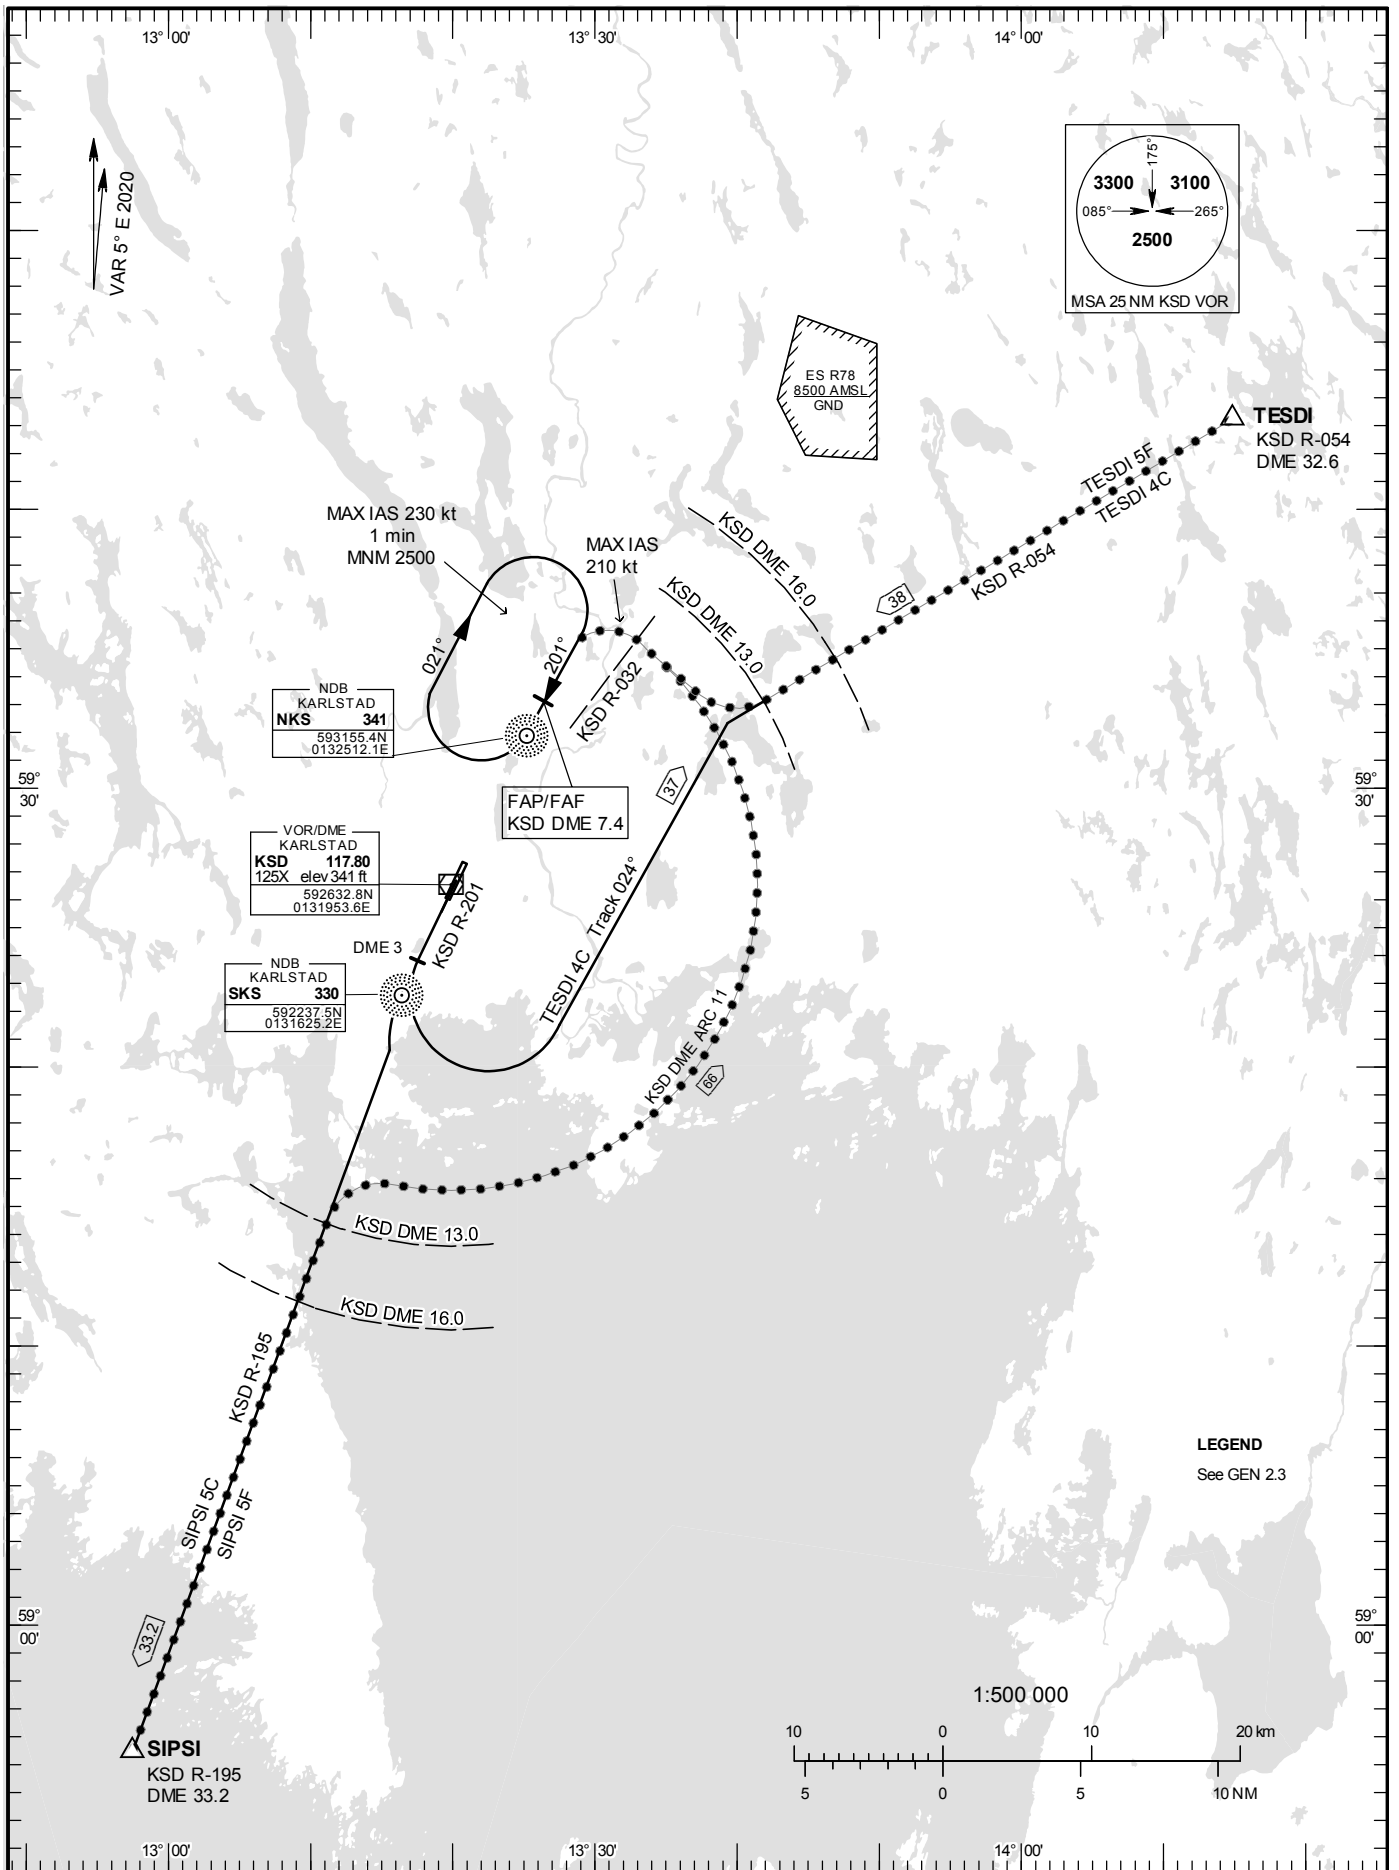 13° 00'
13° 30'
14° 00'
VAR 5° E 2020
175°
3300
3100
085°
265°
2500
MSA 25 NM KSD VOR
ES R78
8500 AMSL
GND
TESDI
KSD R-054
DME 32.6
TESDI 5F
TESDI 4C
KSD R-054
38
MAX IAS 230 kt
1 min
MNM 2500
MAX IAS
210 kt
KSD DME 16.0
KSD DME 13.0
021°
201°
KSD R-032
NDB
KARLSTAD
NKS 341
593155.4N
0132512.1E
FAP/FAF
KSD DME 7.4
37
59°
30'
59°
30'
VOR/DME
KARLSTAD
KSD 117.80
125X elev 341 ft
592632.8N
0131953.6E
KSD R-201
DME 3
TESDI 4C Track 024°
NDB
KARLSTAD
SKS 330
592237.5N
0131625.2E
KSD DME ARC 11
66
KSD DME 13.0
KSD DME 16.0
KSD R-195
SIPSI 5C
SIPSI 5F
LEGEND
See GEN 2.3
33.2
59°
00'
59°
00'
SIPSI
KSD R-195
DME 33.2
1:500 000
10 0 10 20 km
5 0 5 10 NM
13° 00'
13° 30'
14° 00'